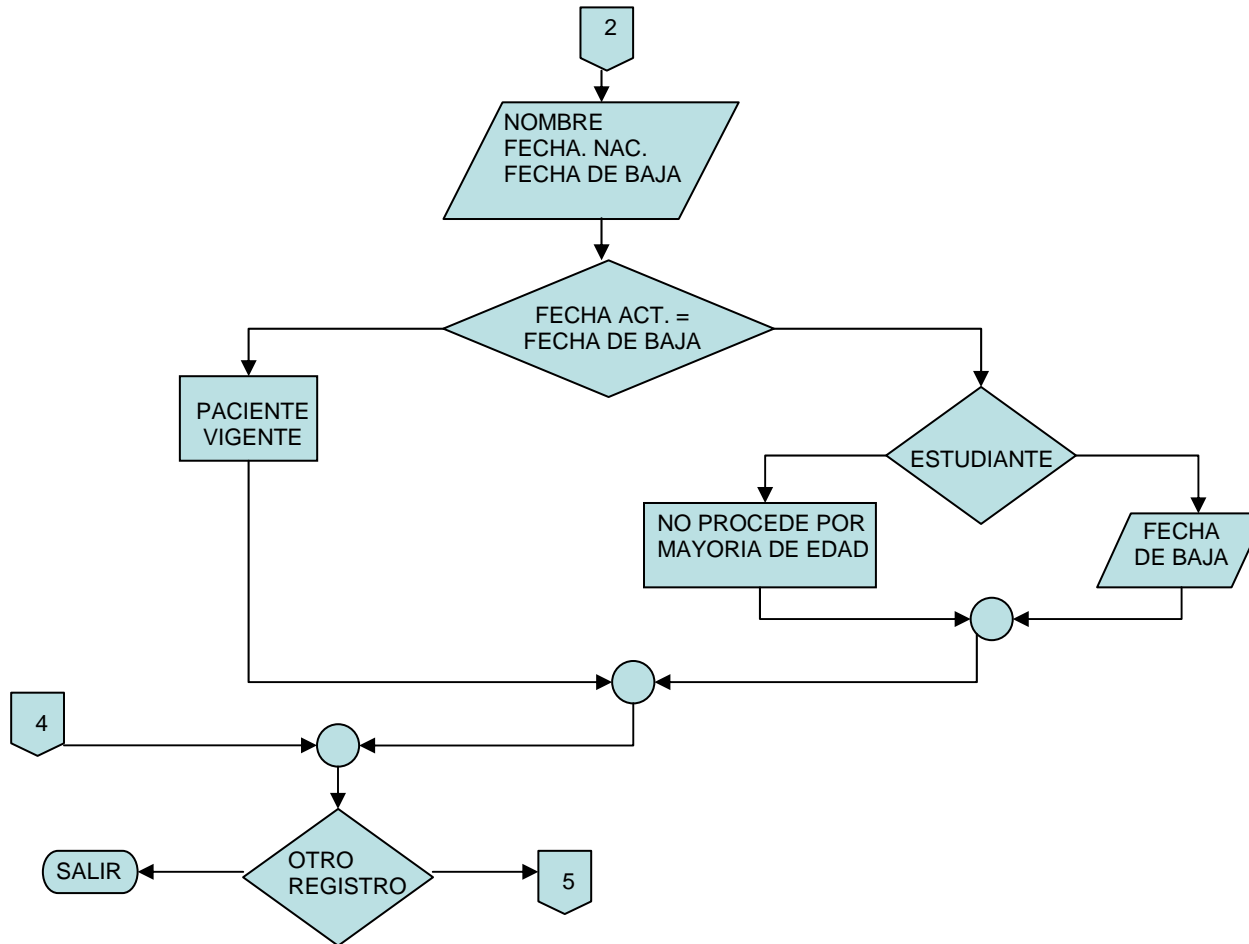 2
NOMBRE
FECHA. NAC.
FECHA DE BAJA
FECHA ACT. =
FECHA DE BAJA
PACIENTE
VIGENTE
ESTUDIANTE
NO PROCEDE POR
MAYORIA DE EDAD
FECHA
DE BAJA
4
SALIR
OTRO
REGISTRO
5